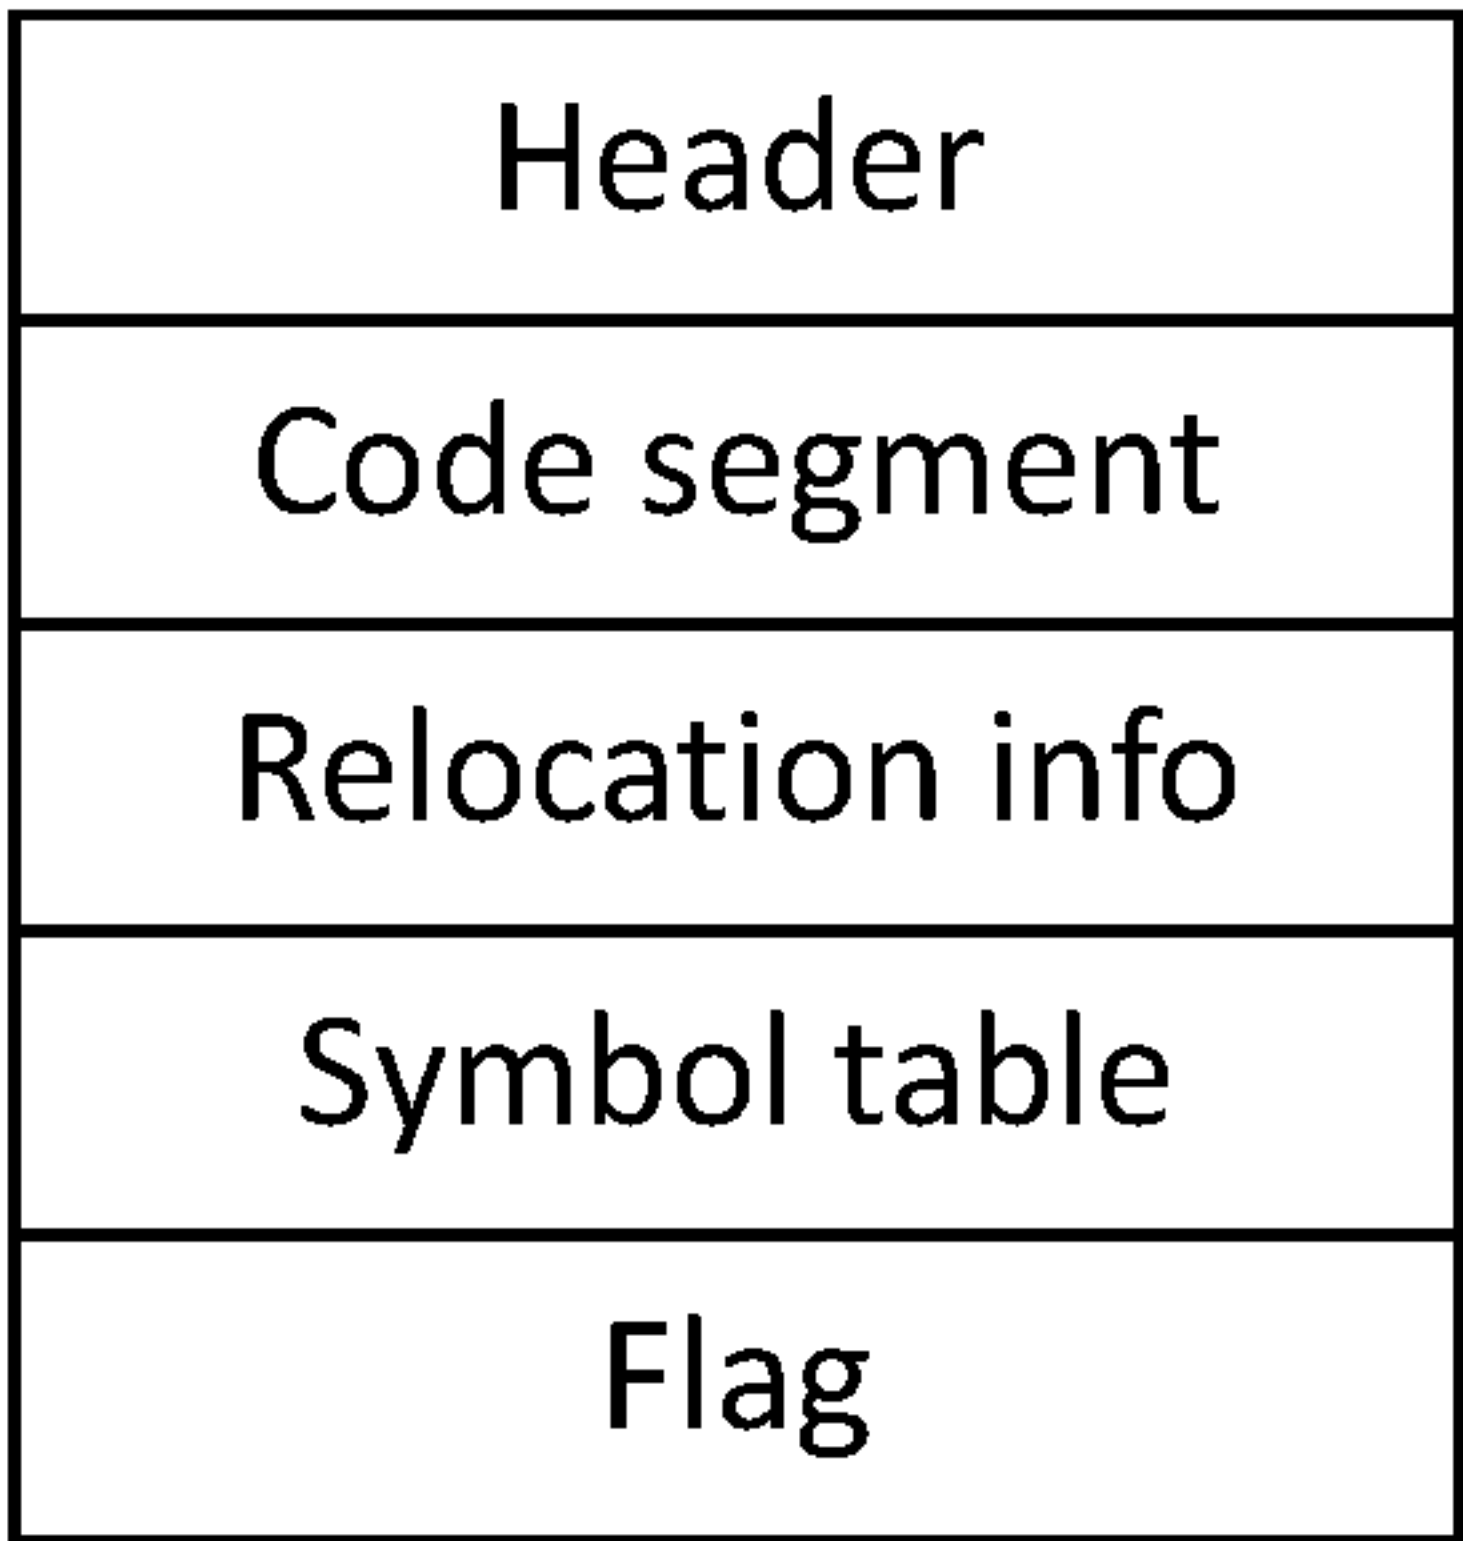 Header
Code segment
Relocation info
Symbol table
Flag